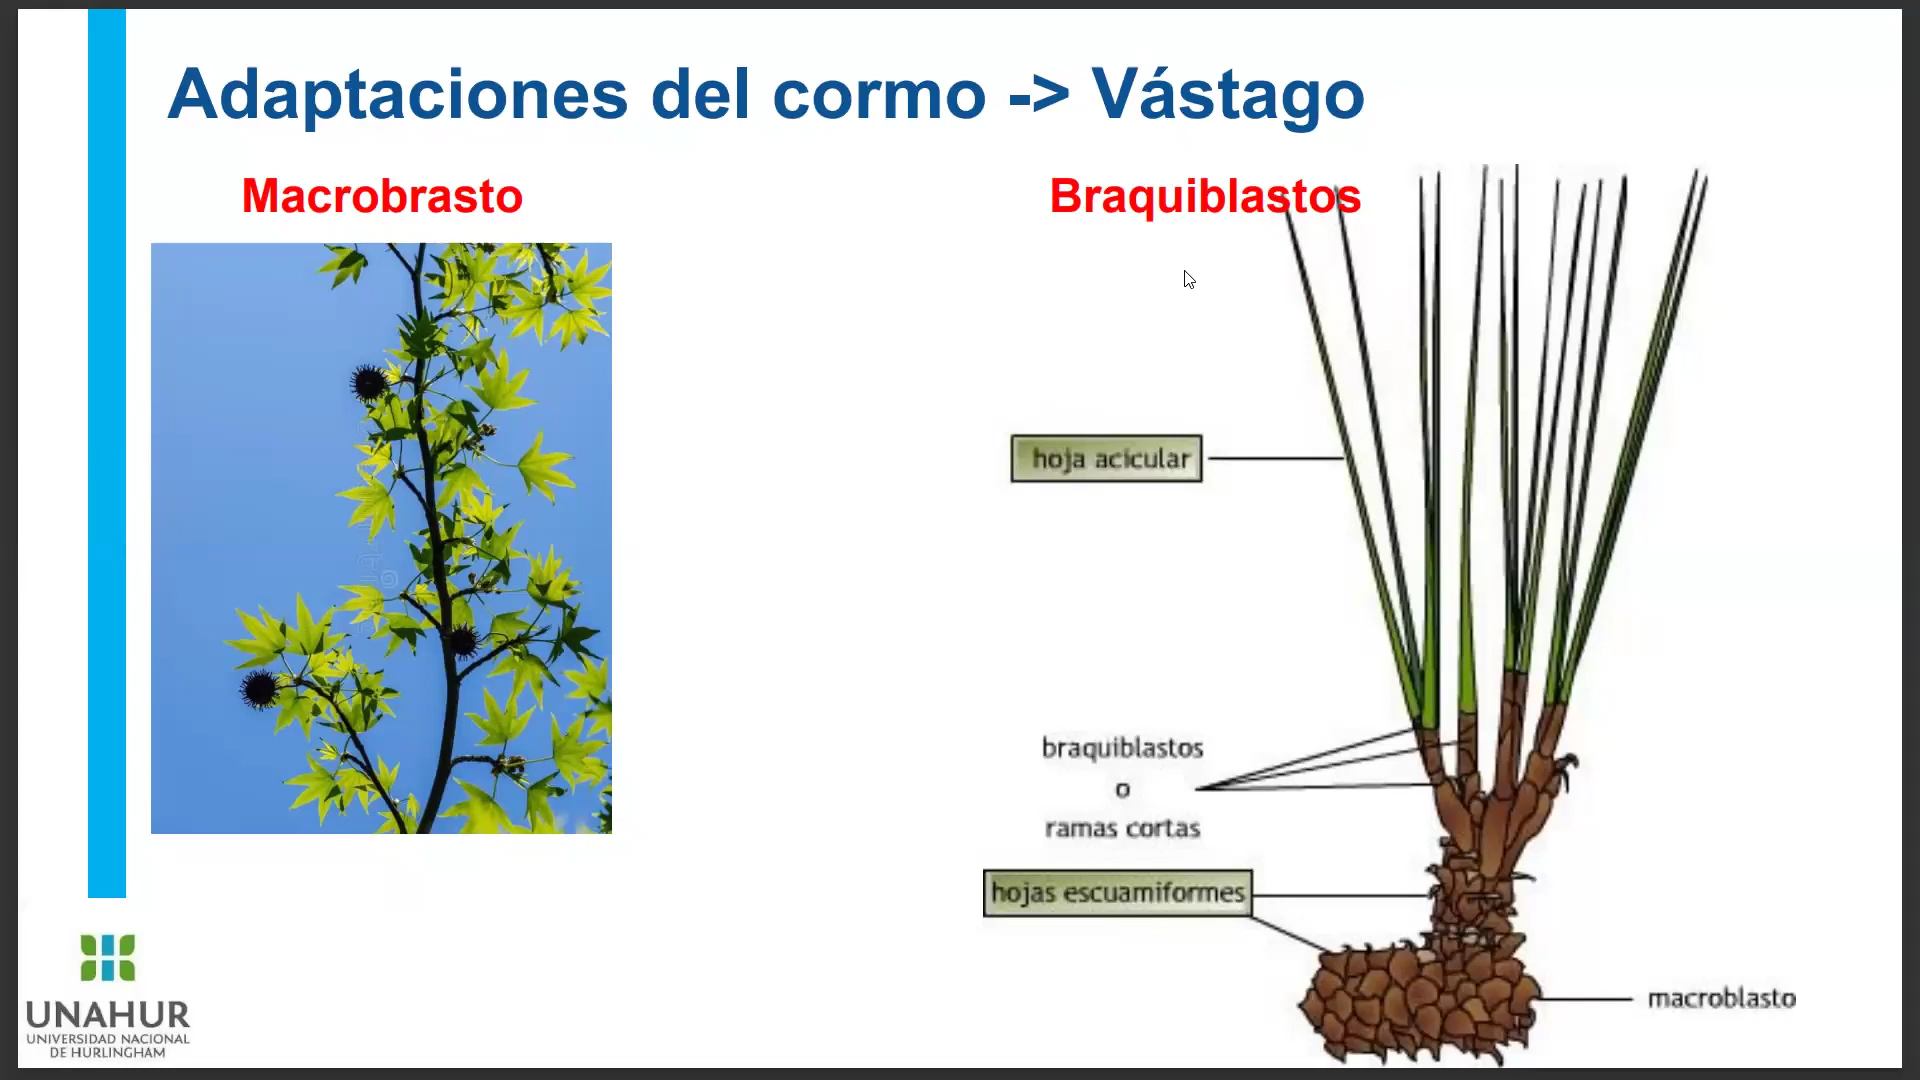 Adaptaciones del cormo -> Vástago
Macrobrasto
Braquiblastos
hoja acicular
braquiblastos
o
ramas cortas
hojas escuamiformes
macroblasto
UNAHUR
UNIVERSIDAD NACIONAL
DE HURLINGHAM